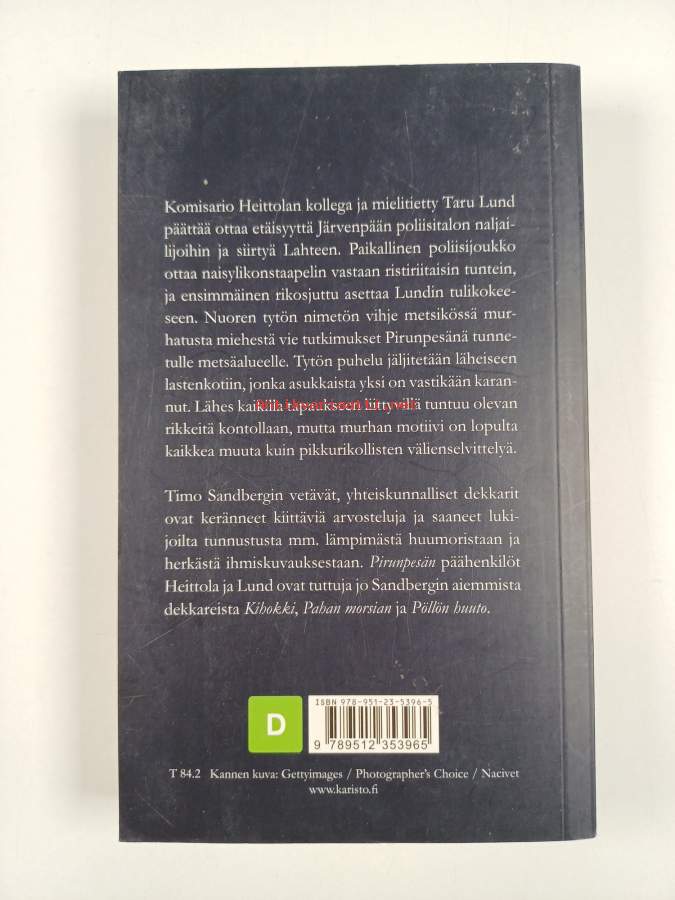 Komisario Heittolan kollega ja mielitietty Taru Lund
päättää ottaa etäisyyttä Järvenpään poliisitalon naljai-
lijoihin ja siirtyä Lahteen. Paikallinen poliisijoukko
ottaa naisylikonstaapelin vastaan ristiriitaisin tuntein,
ja ensimmäinen rikosjuttu asettaa Lundin tulikokee-
seen. Nuoren tytön nimetön vihje metsikössä mur-
hatusta miehestä vie tutkimukset Pirunpesänä tunne-
tulle metsäalueelle. Tytön puhelu jäljitetään läheiseen
lastenkotiin, jonka asukkaista yksi on vastikään karan-
nut. Lähes kaikilla tapaukseen liittyvillä tuntuu olevan
rikkeitä kontollaan, mutta murhan motiivi on lopulta
kaikkea muuta kuin pikkurikollisten välienselvittelyä.
Timo Sandbergin vetävät, yhteiskunnalliset dekkarit
ovat keränneet kiittäviä arvosteluja ja saaneet luki-
joilta tunnustusta mm. lämpimästä huumoristaan ja
herkästä ihmiskuvauksestaan. Pirunpesän päähenkilöt
Heittola ja Lund ovat tuttuja jo Sandbergin aiemmista
dekkareista Kihokki, Pahan morsian ja Pöllön huuto.
ISBN 978-951-23-5396-5
D
9 789512 353965
T 84.2 Kannen kuva: Gettyimages / Photographer's Choice / Nacivet
www.karisto.fi